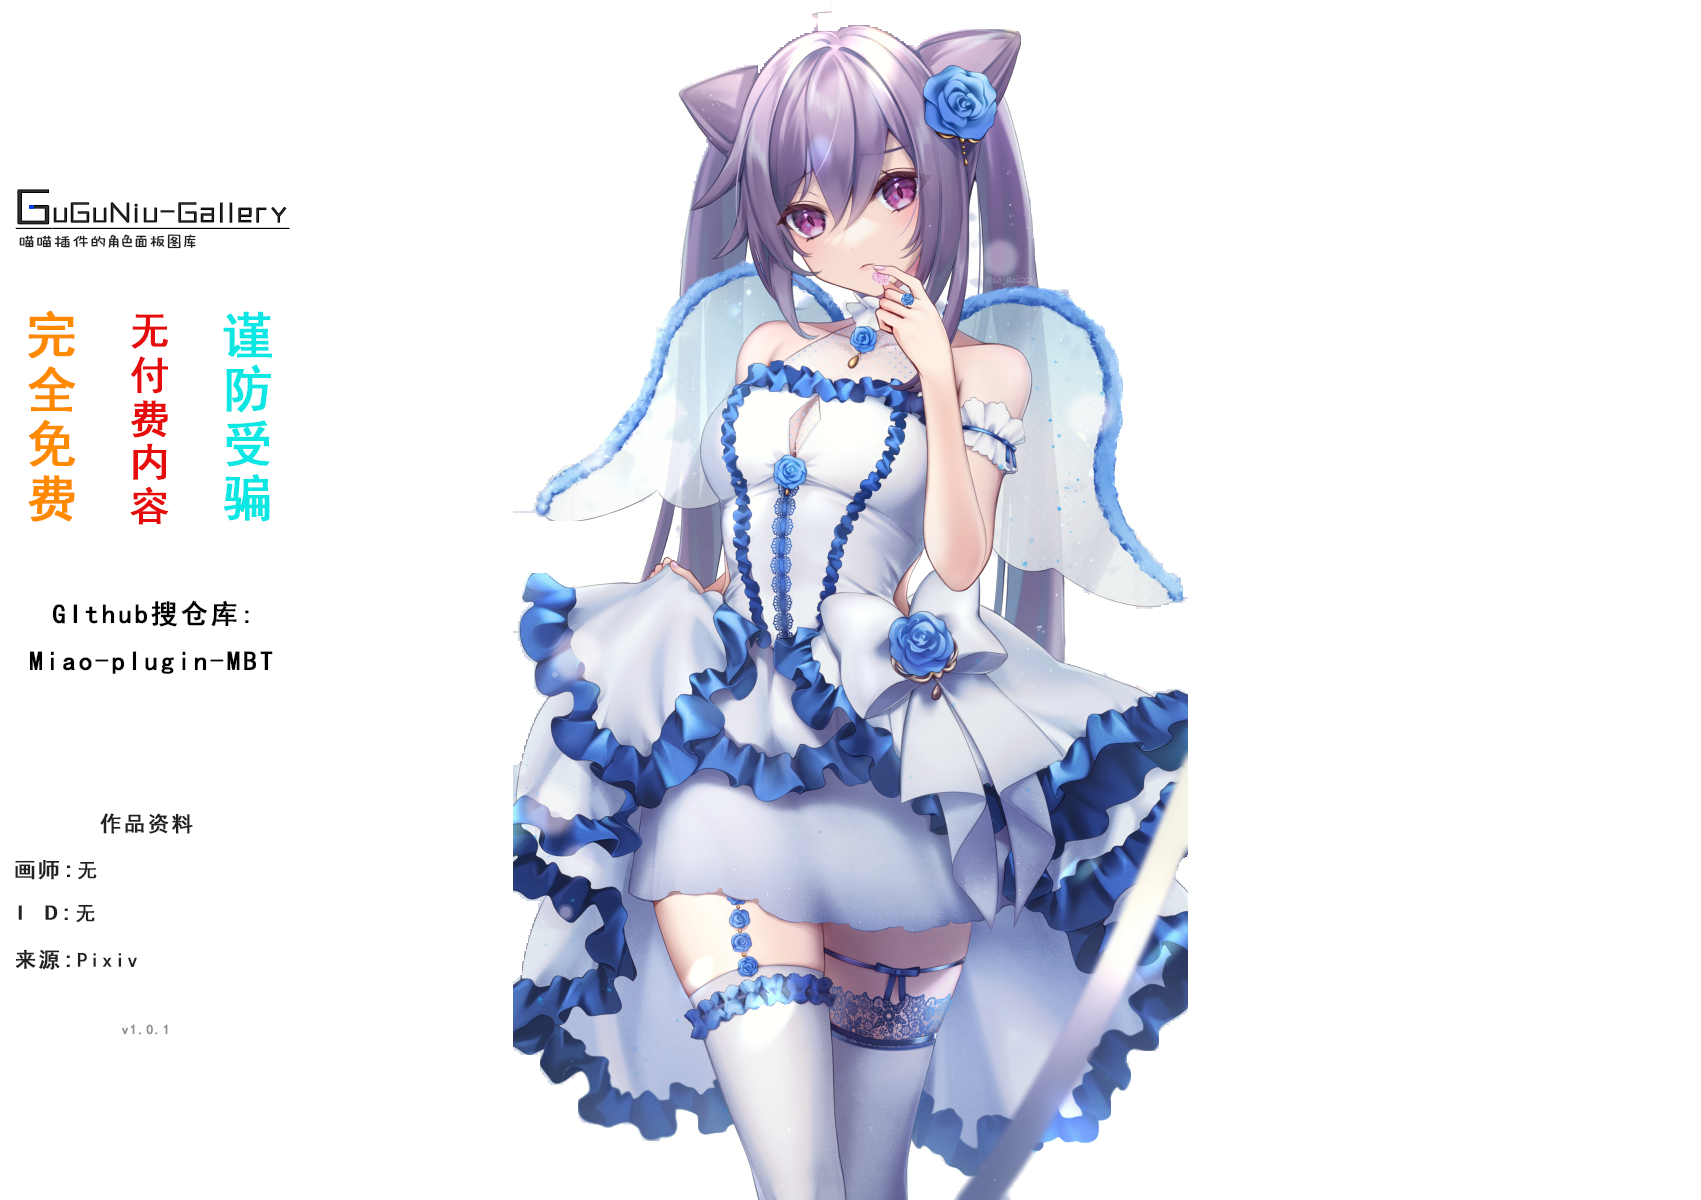 GuGuNiu-Gallery
喵喵插件的角色面板图库
完全免费
无付费内容
谨防受骗
GIthub搜仓库:
Miao-plugin-MBT
作品资料
画师:无
I D:无
来源:Pixiv
v1.0.1